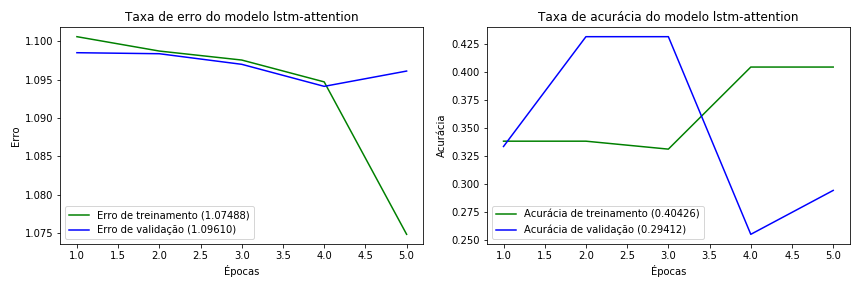 Taxa de erro do modelo lstm-attention
1.100
1.095
1.090
1.085
1.080
1.075
Erro
Erro de treinamento (1.07488)
Erro de validação (1.09610)
1.0 1.5 2.0 2.5 3.0 3.5 4.0 4.5 5.0
Épocas
Taxa de acurácia do modelo lstm-attention
0.425
0.400
0.375
0.350
0.325
0.300
0.275
0.250
Acurácia
Acurácia de treinamento (0.40426)
Acurácia de validação (0.29412)
1.0 1.5 2.0 2.5 3.0 3.5 4.0 4.5 5.0
Épocas